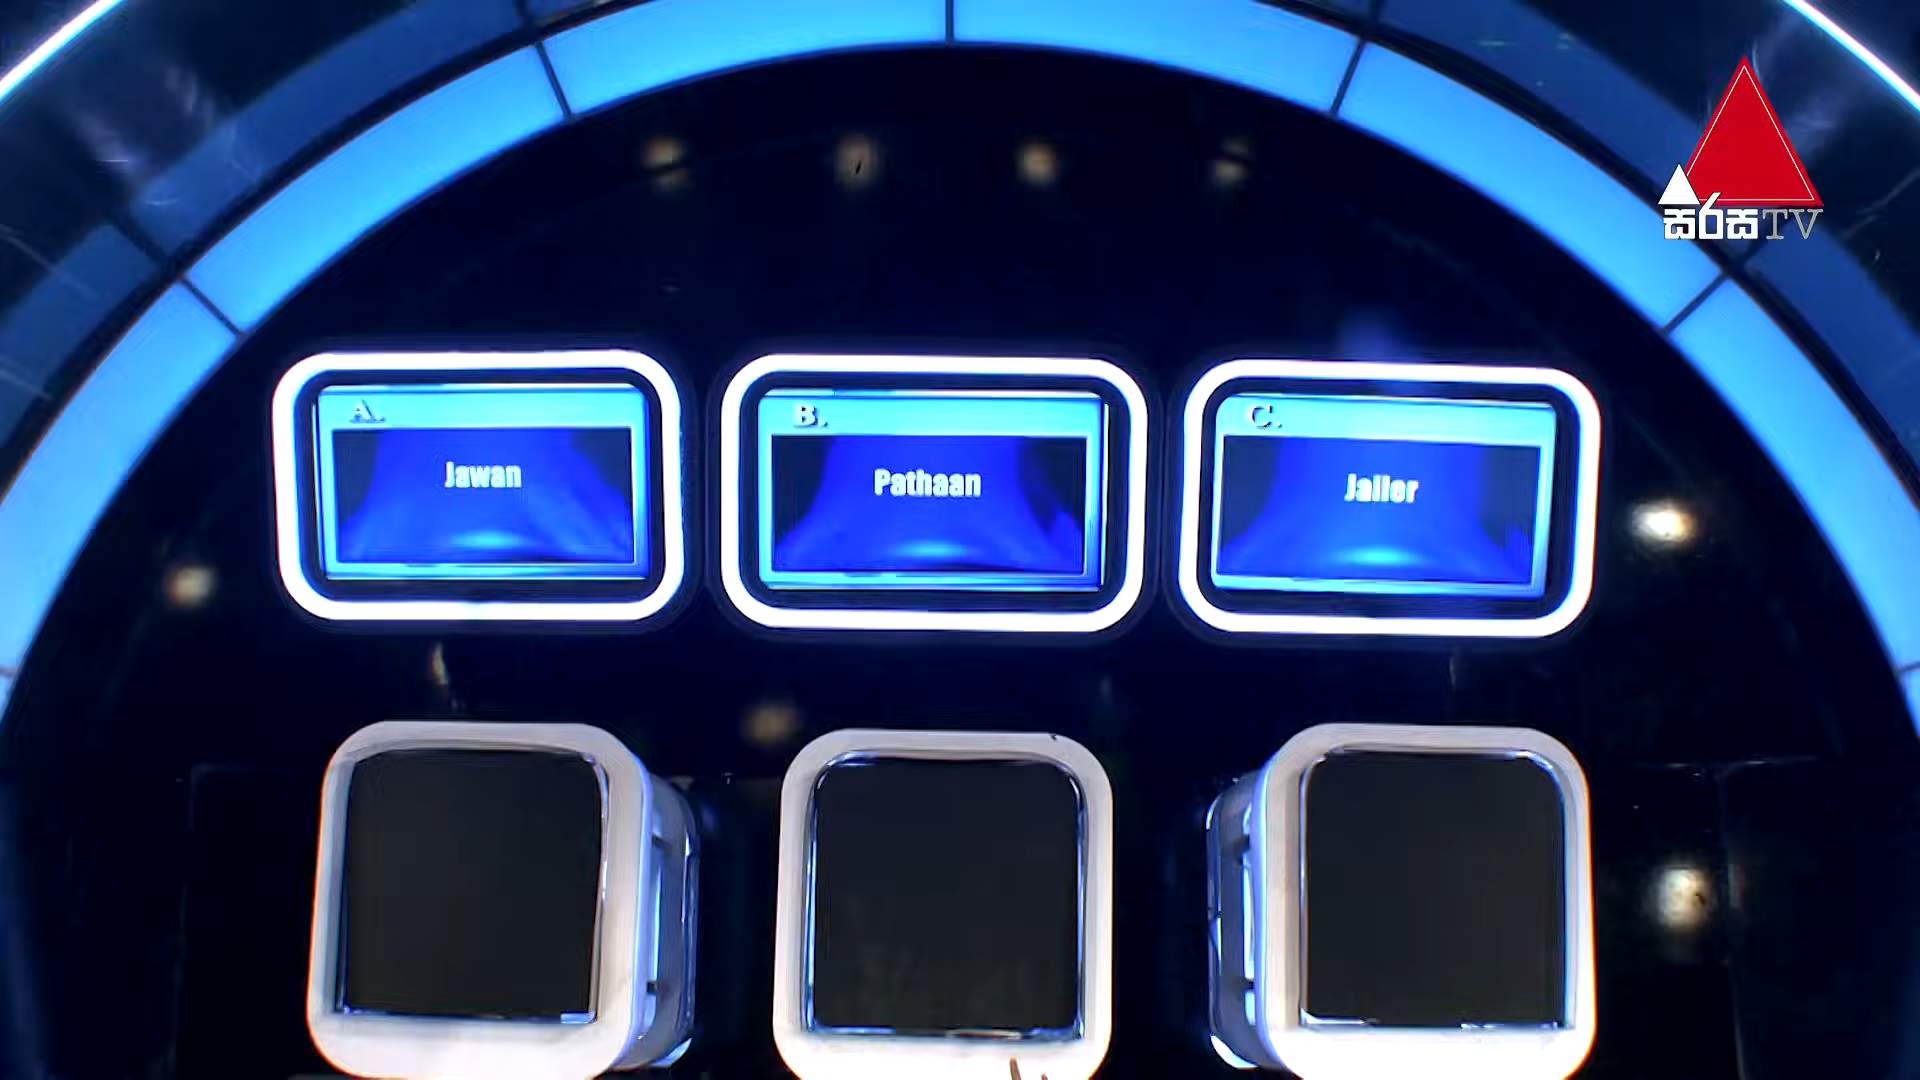 සිරස TV
A.
Jawan
B.
Pathaan
C.
Jailer